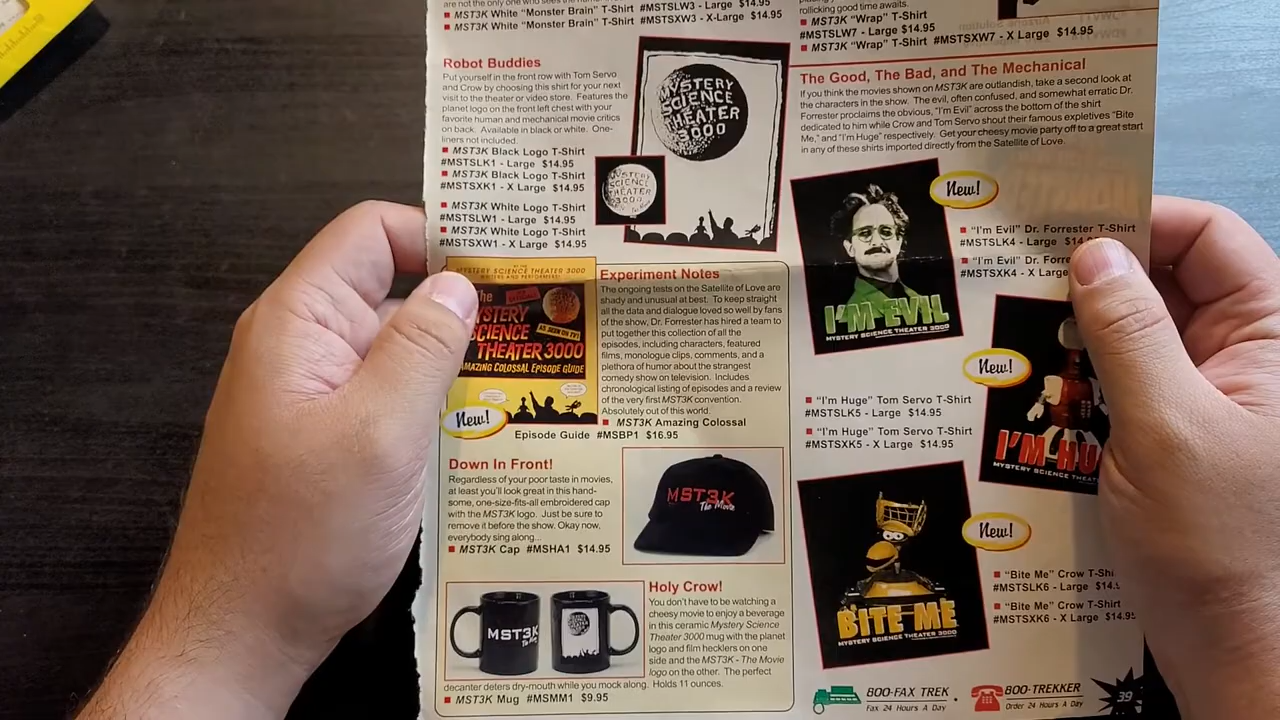 MST3K White "Monster Brain" T-Shirt #MSTSLW3 - Large $14.95
MST3K White "Monster Brain" T-Shirt #MSTSXW3 - X-Large $14.95
Robot Buddies
Put yourself in the front row with Tom Servo
and Crow by choosing this shirt for your next
visit to the theater or video store. Features the
planet logo on the front left chest with your
favorite human and mechanical movie critics
on back. Available in black or white. One-
liners not included.
MST3K Black Logo T-Shirt
#MSTSLK1 - Large $14.95
MST3K Black Logo T-Shirt
#MSTSXK1 - X Large $14.95
MST3K White Logo T-Shirt
#MSTSLW1 - Large $14.95
MST3K White Logo T-Shirt
#MSTSXW1 - X Large $14.95
MYSTERY
SCIENCE
THEATER
3000
MYSTERY
SCIENCE
THEATER
3000
MYSTERY SCIENCE THEATER 3000
WRITERS AND PERFORMERS!
The
MYSTERY
SCIENCE
THEATER 3000
AS SEEN ON TV!
AMAZING COLOSSAL EPISODE GUIDE
New!
Experiment Notes
The ongoing tests on the Satellite of Love are
shady and unusual at best. To keep straight
all the data and dialogue loved so well by fans
of the show, Dr. Forrester has hired a team to
put together this collection of all the
episodes, including characters, featured
films, monologue clips, comments, and a
plethora of humor about the strangest
comedy show on television. Includes
chronological listing of episodes and a review
of the very first MST3K convention.
Absolutely out of this world.
MST3K Amazing Colossal
Episode Guide #MSBP1 $16.95
Down In Front!
Regardless of your poor taste in movies,
at least you'll look great in this hand-
some, one-size-fits-all embroidered cap
with the MST3K logo. Just be sure to
remove it before the show. Okay now,
everybody sing along...
MST3K Cap #MSHA1 $14.95
MST3K
The Movie
MST3K
Holy Crow!
You don't have to be watching a
cheesy movie to enjoy a beverage
in this ceramic Mystery Science
Theater 3000 mug with the planet
logo and film hecklers on one
side and the MST3K - The Movie
logo on the other. The perfect
decanter deters dry-mouth while you mock along. Holds 11 ounces.
MST3K Mug #MSMM1 $9.95
rollicking good time awaits.
MST3K "Wrap" T-Shirt
#MSTSLW7 - Large $14.95
MST3K "Wrap" T-Shirt #MSTSXW7 - X Large $14.95
The Good, The Bad, and The Mechanical
If you think the movies shown on MST3K are outlandish, take a second look at
the characters in the show. The evil, often confused, and somewhat erratic Dr.
Forrester proclaims the obvious, "I'm Evil" across the bottom of the shirt
dedicated to him while Crow and Tom Servo shout their famous expletives "Bite
Me," and "I'm Huge" respectively. Get your cheesy movie party off to a great start
in any of these shirts imported directly from the Satellite of Love.
New!
I'M EVIL
MYSTERY SCIENCE THEATER 3000
"I'm Evil" Dr. Forrester T-Shirt
#MSTSLK4 - Large
"I'm Evil" Dr.
#MSTSXK4 - X Large
New!
I'M HU
MYSTERY SCIENCE THEATER 3000
"I'm Huge" Tom Servo T-Shirt
#MSTSLK5 - Large $14.95
"I'm Huge" Tom Servo T-Shirt
#MSTSXK5 - X Large $14.95
New!
BITE ME
MYSTERY SCIENCE THEATER 3000
"Bite Me" Crow T-Shi
#MSTSLK6 - Large
"Bite Me" Crow T-Shirt
#MSTSXK6 - X Large $14.95
800-FAX TREK
Fax 24 Hours A Day
800-TREKKER
Order 24 Hours A Day
39